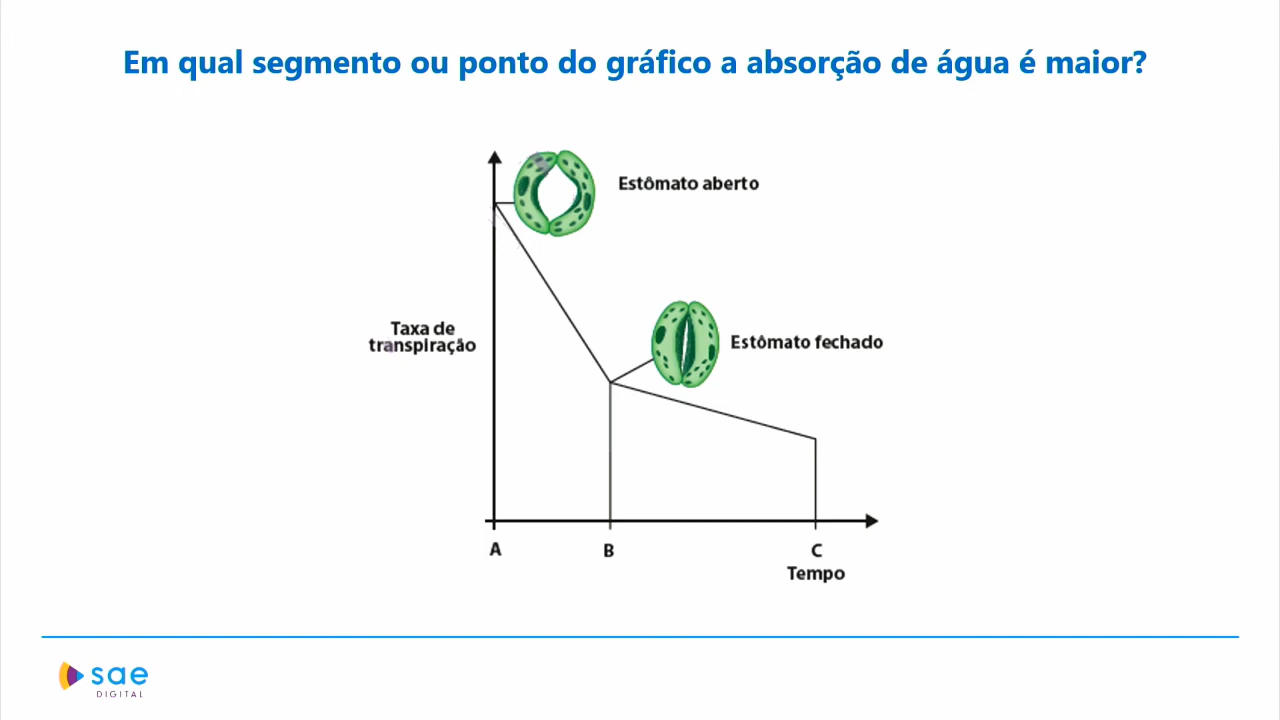 Em qual segmento ou ponto do gráfico a absorção de água é maior?
Estômato aberto
Taxa de
transpiração
Estômato fechado
A
B
C
Tempo
sae
DIGITAL